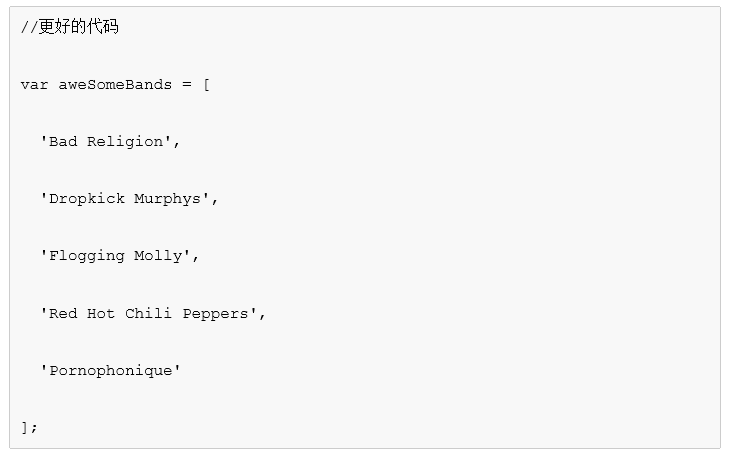 //更好的代码
var aweSomeBands = [
  'Bad Religion',
  'Dropkick Murphys',
  'Flogging Molly',
  'Red Hot Chili Peppers',
  'Pornophonique'
];